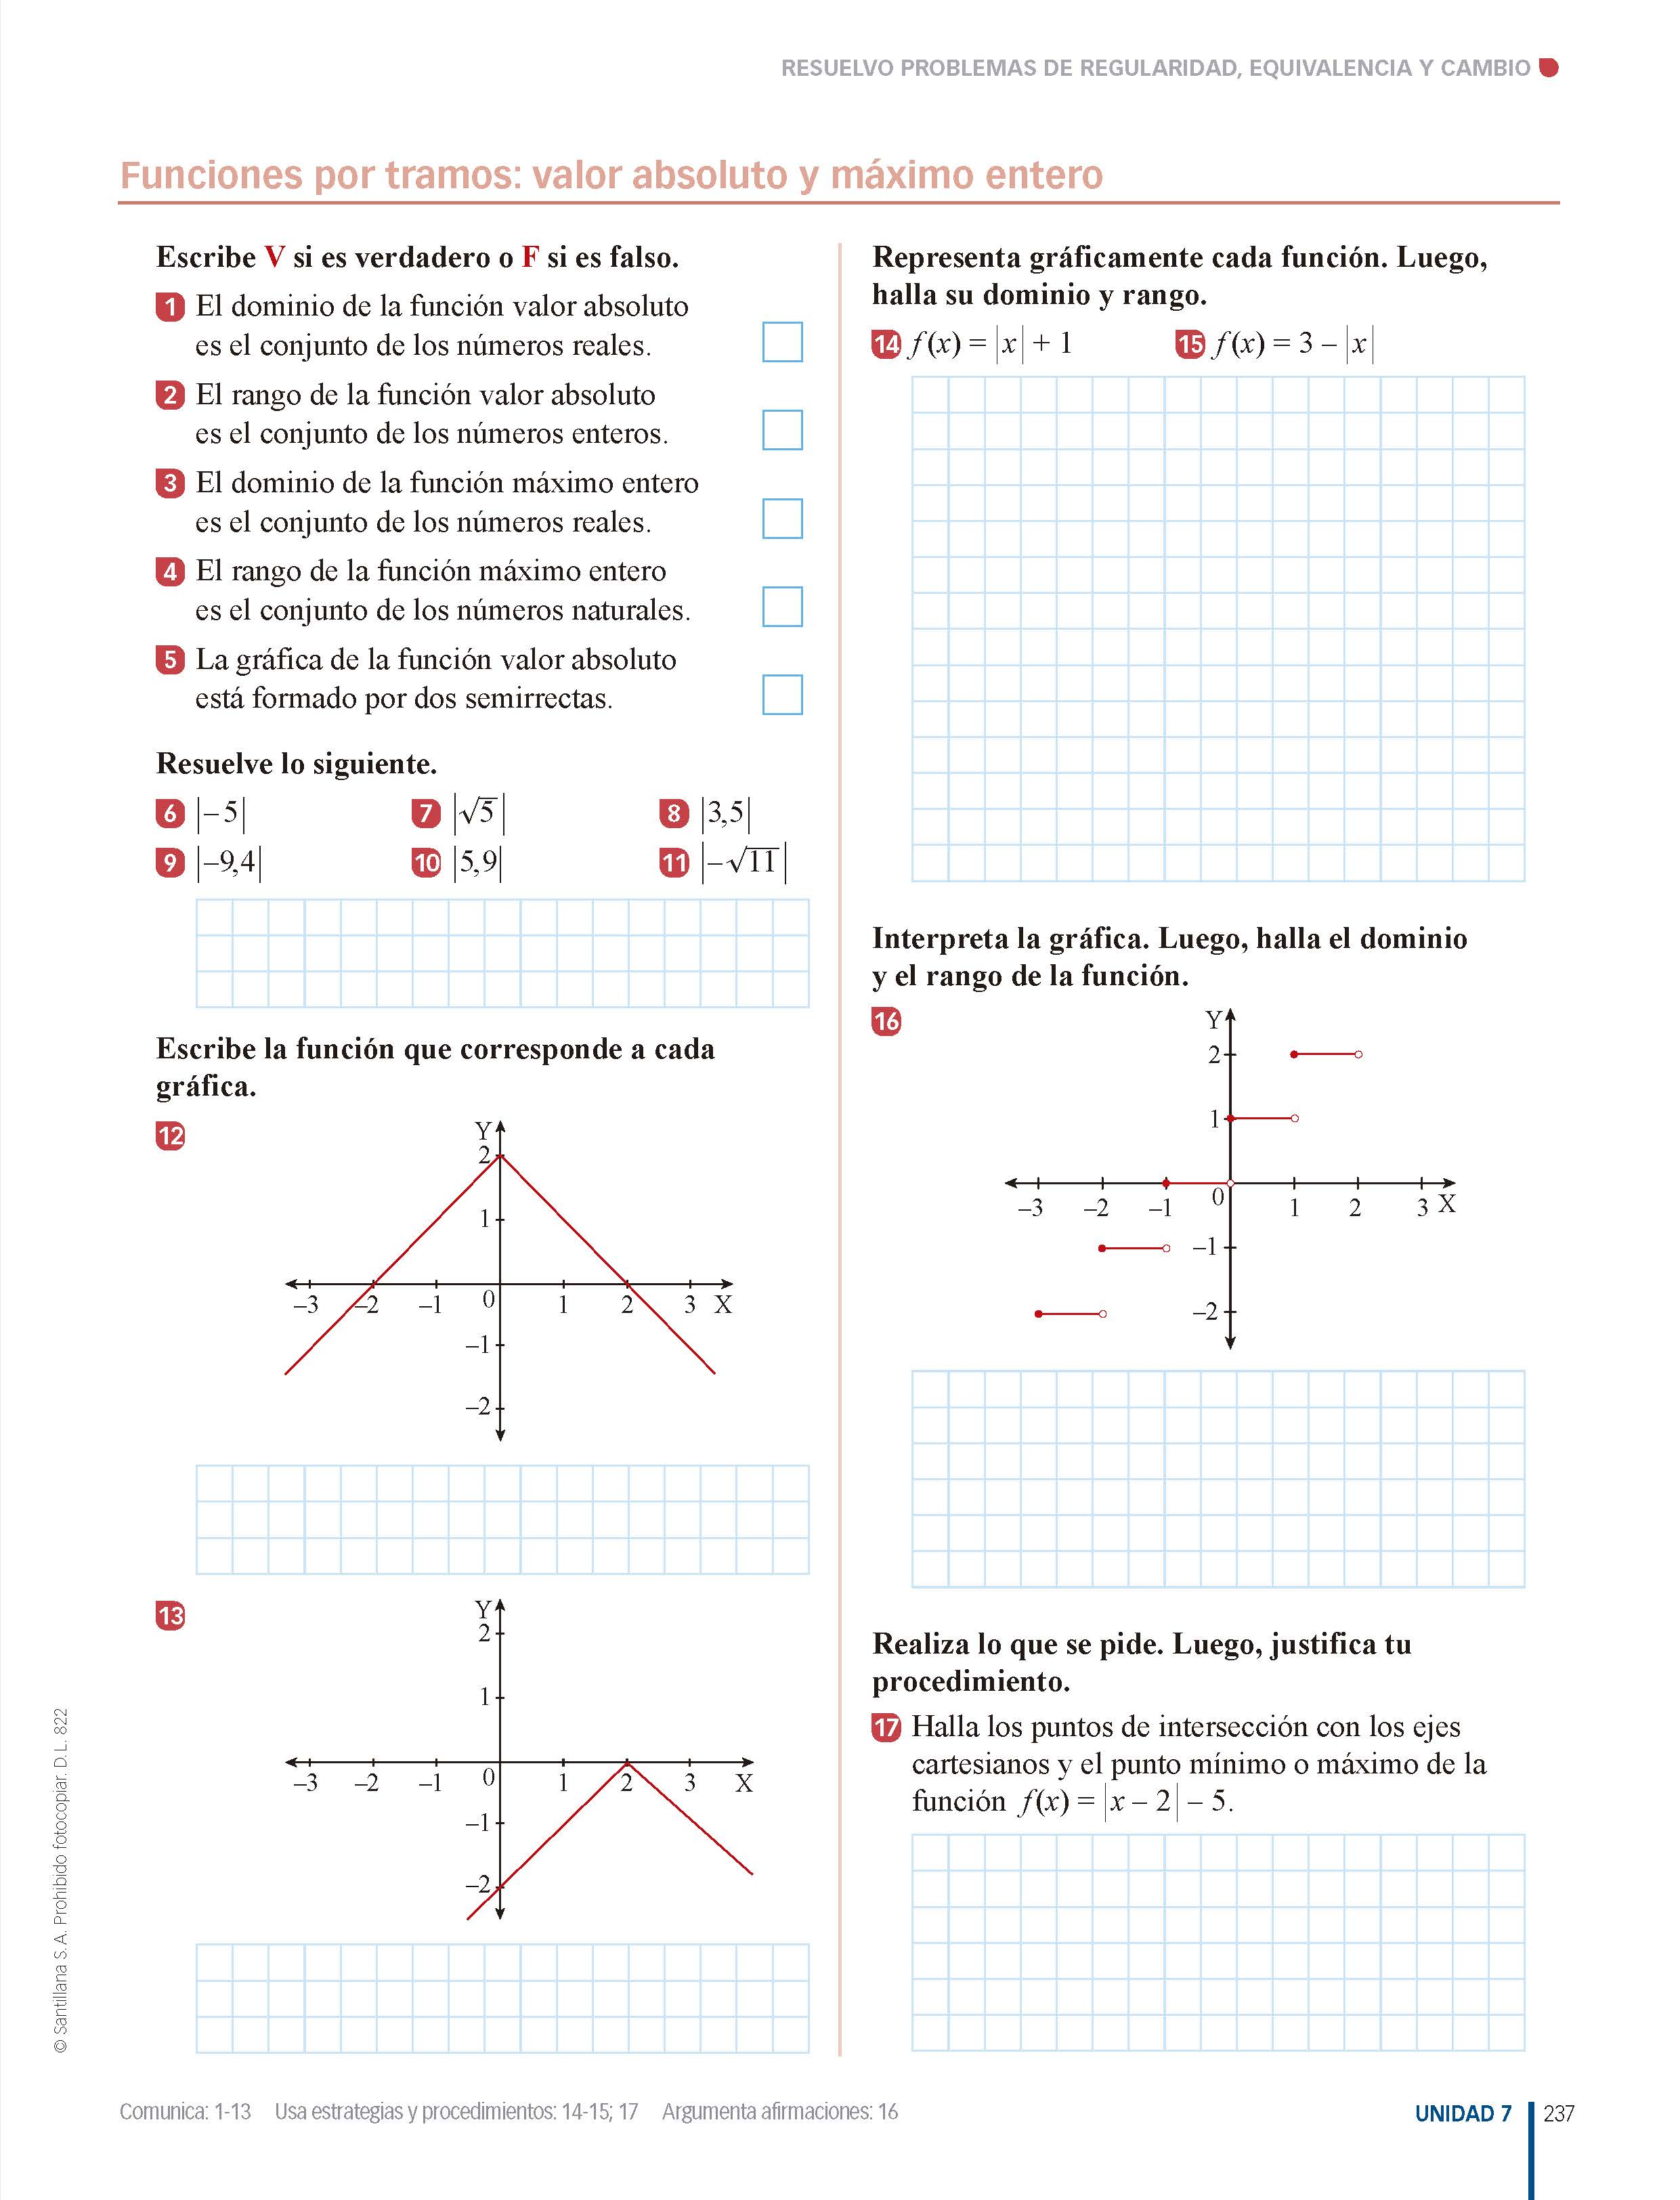 RESUELVO PROBLEMAS DE REGULARIDAD, EQUIVALENCIA Y CAMBIO
Funciones por tramos: valor absoluto y máximo entero
Escribe V si es verdadero o F si es falso.
1 El dominio de la función valor absoluto
es el conjunto de los números reales.
2 El rango de la función valor absoluto
es el conjunto de los números enteros.
3 El dominio de la función máximo entero
es el conjunto de los números reales.
4 El rango de la función máximo entero
es el conjunto de los números naturales.
5 La gráfica de la función valor absoluto
está formado por dos semirrectas.
Resuelve lo siguiente.
6 |–5| 7 |√5| 8 |3,5|
9 |–9,4| 10 |5,9| 11 |–√11|
Escribe la función que corresponde a cada
gráfica.
12
Y
2
1
–3 –2 –1 0 1 2 3 X
–1
–2
13
Y
2
1
–3 –2 –1 0 1 2 3 X
–1
–2
Representa gráficamente cada función. Luego,
halla su dominio y rango.
14 f(x) = |x| + 1 15 f(x) = 3 – |x|
Interpreta la gráfica. Luego, halla el dominio
y el rango de la función.
16
Y
2
1
–3 –2 –1 0 1 2 3 X
–1
–2
Realiza lo que se pide. Luego, justifica tu
procedimiento.
17 Halla los puntos de intersección con los ejes
cartesianos y el punto mínimo o máximo de la
función f(x) = |x – 2| – 5.
© Santillana S.A. Prohibido fotocopiar. D.L. 822
Comunica: 1-13 Usa estrategias y procedimientos: 14-15; 17 Argumenta afirmaciones: 16
UNIDAD 7 237